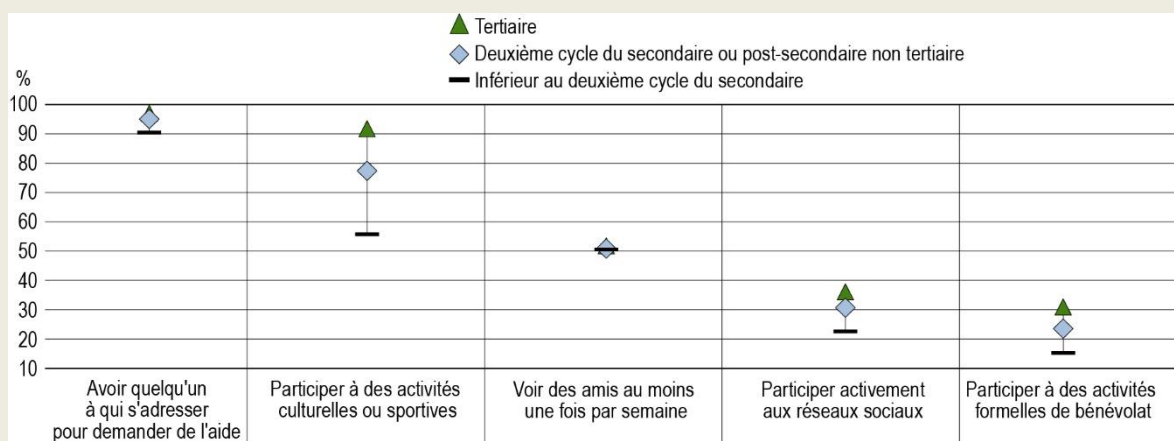 Tertiaire
Deuxième cycle du secondaire ou post-secondaire non tertiaire
Inférieur au deuxième cycle du secondaire
%
100
90
80
70
60
50
40
30
20
10
Avoir quelqu'un
à qui s'adresser
pour demander de l'aide
Participer à des activités
culturelles ou sportives
Voir des amis au moins
une fois par semaine
Participer activement
aux réseaux sociaux
Participer à des activités
formelles de bénévolat